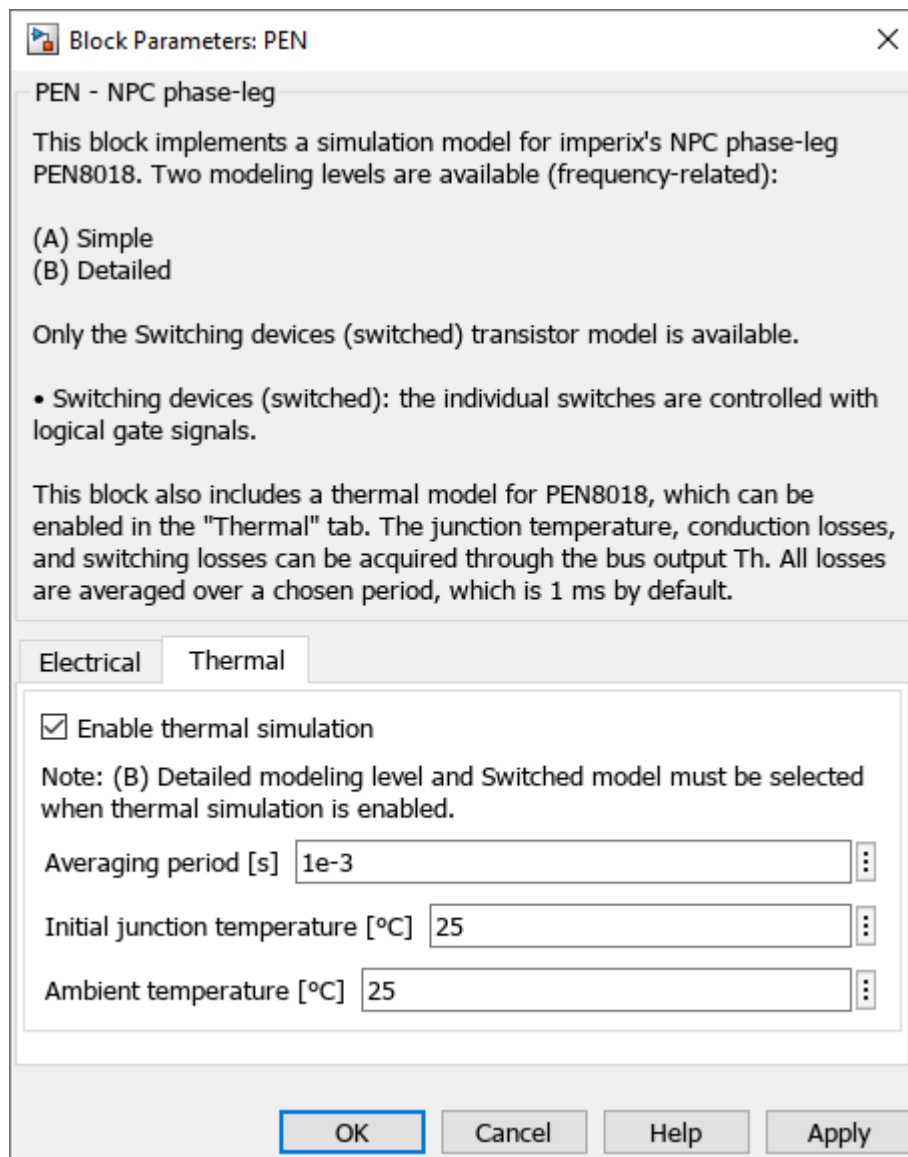 Block Parameters: PEN
PEN - NPC phase-leg
This block implements a simulation model for imperix's NPC phase-leg
PEN8018. Two modeling levels are available (frequency-related):
(A) Simple
(B) Detailed
Only the Switching devices (switched) transistor model is available.
• Switching devices (switched): the individual switches are controlled with
logical gate signals.
This block also includes a thermal model for PEN8018, which can be
enabled in the "Thermal" tab. The junction temperature, conduction losses,
and switching losses can be acquired through the bus output Th. All losses
are averaged over a chosen period, which is 1 ms by default.
Electrical Thermal
Enable thermal simulation
Note: (B) Detailed modeling level and Switched model must be selected
when thermal simulation is enabled.
Averaging period [s] 1e-3
Initial junction temperature [ºC] 25
Ambient temperature [ºC] 25
OK Cancel Help Apply